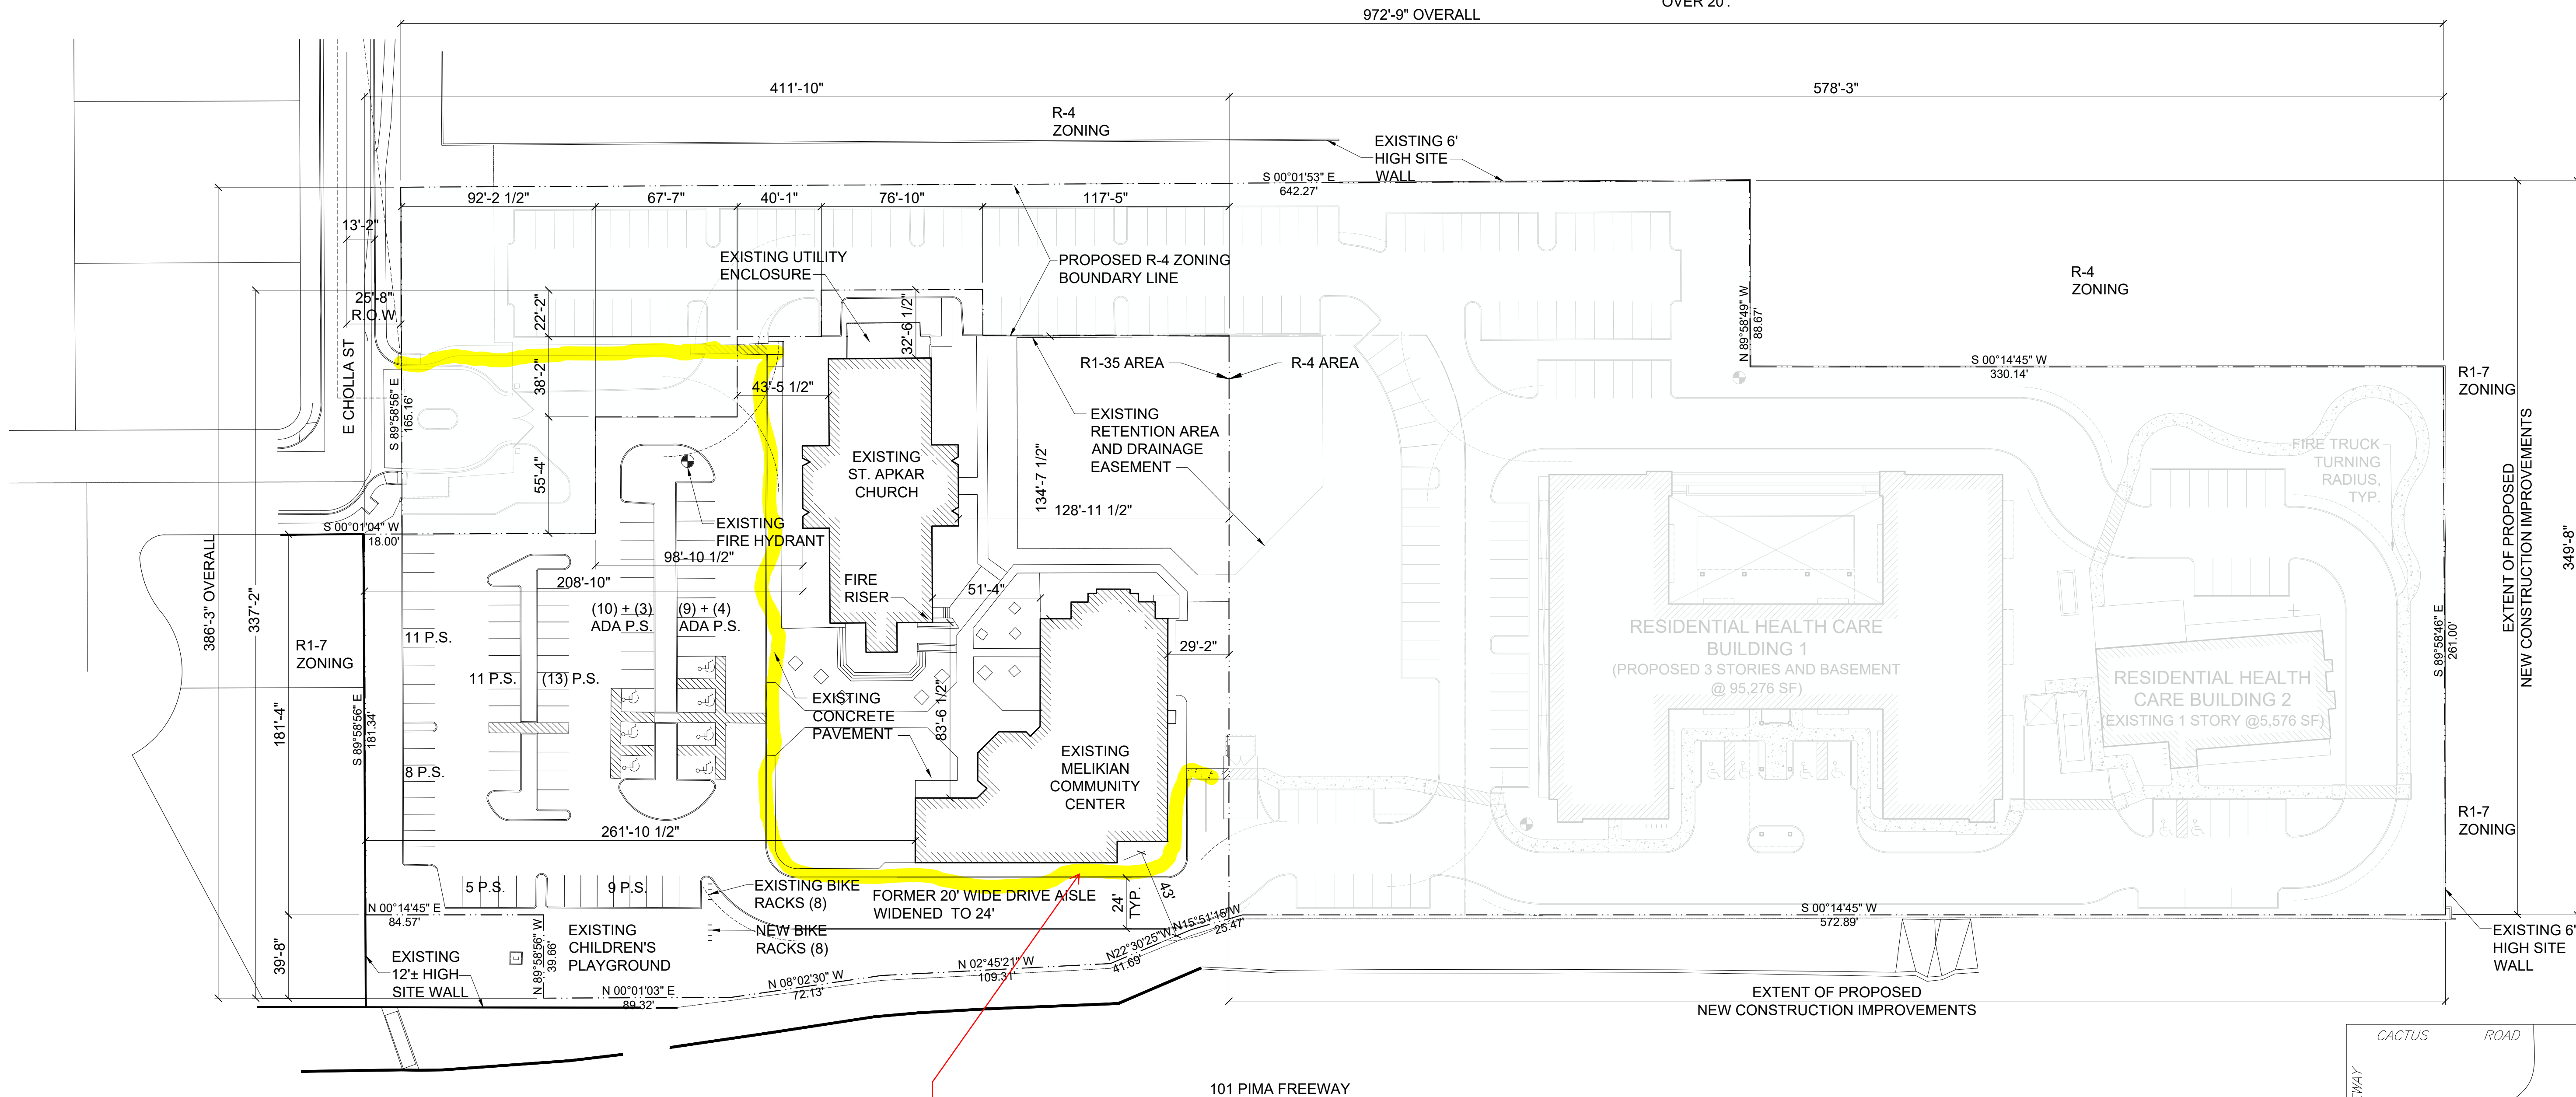 OVER 20'.
972'-9" OVERALL
411'-10"
578'-3"
R-4
ZONING
EXISTING 6'
HIGH SITE
WALL
S 00°01'53" E
642.27'
92'-2 1/2"
67'-7"
40'-1"
76'-10"
117'-5"
13'-2"
EXISTING UTILITY
ENCLOSURE
PROPOSED R-4 ZONING
BOUNDARY LINE
R-4
ZONING
25'-8"
R.O.W
22'-2"
32'-6 1/2"
N 89°58'49" W
88.67'
E CHOLLA ST
S 89°58'56" E
165.16'
38'-2"
43'-5 1/2"
R1-35 AREA
R-4 AREA
S 00°14'45" W
330.14'
R1-7
ZONING
EXISTING
RETENTION AREA
AND DRAINAGE
EASEMENT
EXISTING
ST. APKAR
CHURCH
55'-4"
134'-7 1/2"
128'-11 1/2"
FIRE TRUCK
TURNING
RADIUS,
TYP.
EXTENT OF PROPOSED
NEW CONSTRUCTION IMPROVEMENTS
349'-8"
EXISTING
FIRE HYDRANT
S 00°01'04" W
18.00'
386'-3" OVERALL
337'-2"
98'-10 1/2"
208'-10"
FIRE
RISER
51'-4"
(10) + (3)
ADA P.S.
(9) + (4)
ADA P.S.
11 P.S.
R1-7
ZONING
29'-2"
RESIDENTIAL HEALTH CARE
BUILDING 1
(PROPOSED 3 STORIES AND BASEMENT
@ 95,276 SF)
S 89°58'46" E
261.00'
11 P.S.
(13) P.S.
RESIDENTIAL HEALTH
CARE BUILDING 2
(EXISTING 1 STORY @5,576 SF)
181'-4"
S 89°58'56" E
181.34'
EXISTING
CONCRETE
PAVEMENT
83'-6 1/2"
EXISTING
MELIKIAN
COMMUNITY
CENTER
8 P.S.
261'-10 1/2"
R1-7
ZONING
5 P.S.
9 P.S.
EXISTING BIKE
RACKS (8)
FORMER 20' WIDE DRIVE AISLE
WIDENED TO 24'
24'
TYP.
43'
N 00°14'45" E
84.57'
N15°51'15"W
25.47'
S 00°14'45" W
572.89'
EXISTING
CHILDREN'S
PLAYGROUND
NEW BIKE
RACKS (8)
EXISTING 6'
HIGH SITE
WALL
39'-8"
EXISTING
12'± HIGH
SITE WALL
E
N 89°58'56" W
39.66'
N22°30'25"W
41.69'
N 02°45'21" W
109.31'
N 08°02'30" W
72.13'
N 00°01'03" E
89.32'
EXTENT OF PROPOSED
NEW CONSTRUCTION IMPROVEMENTS
CACTUS ROAD
101 PIMA FREEWAY